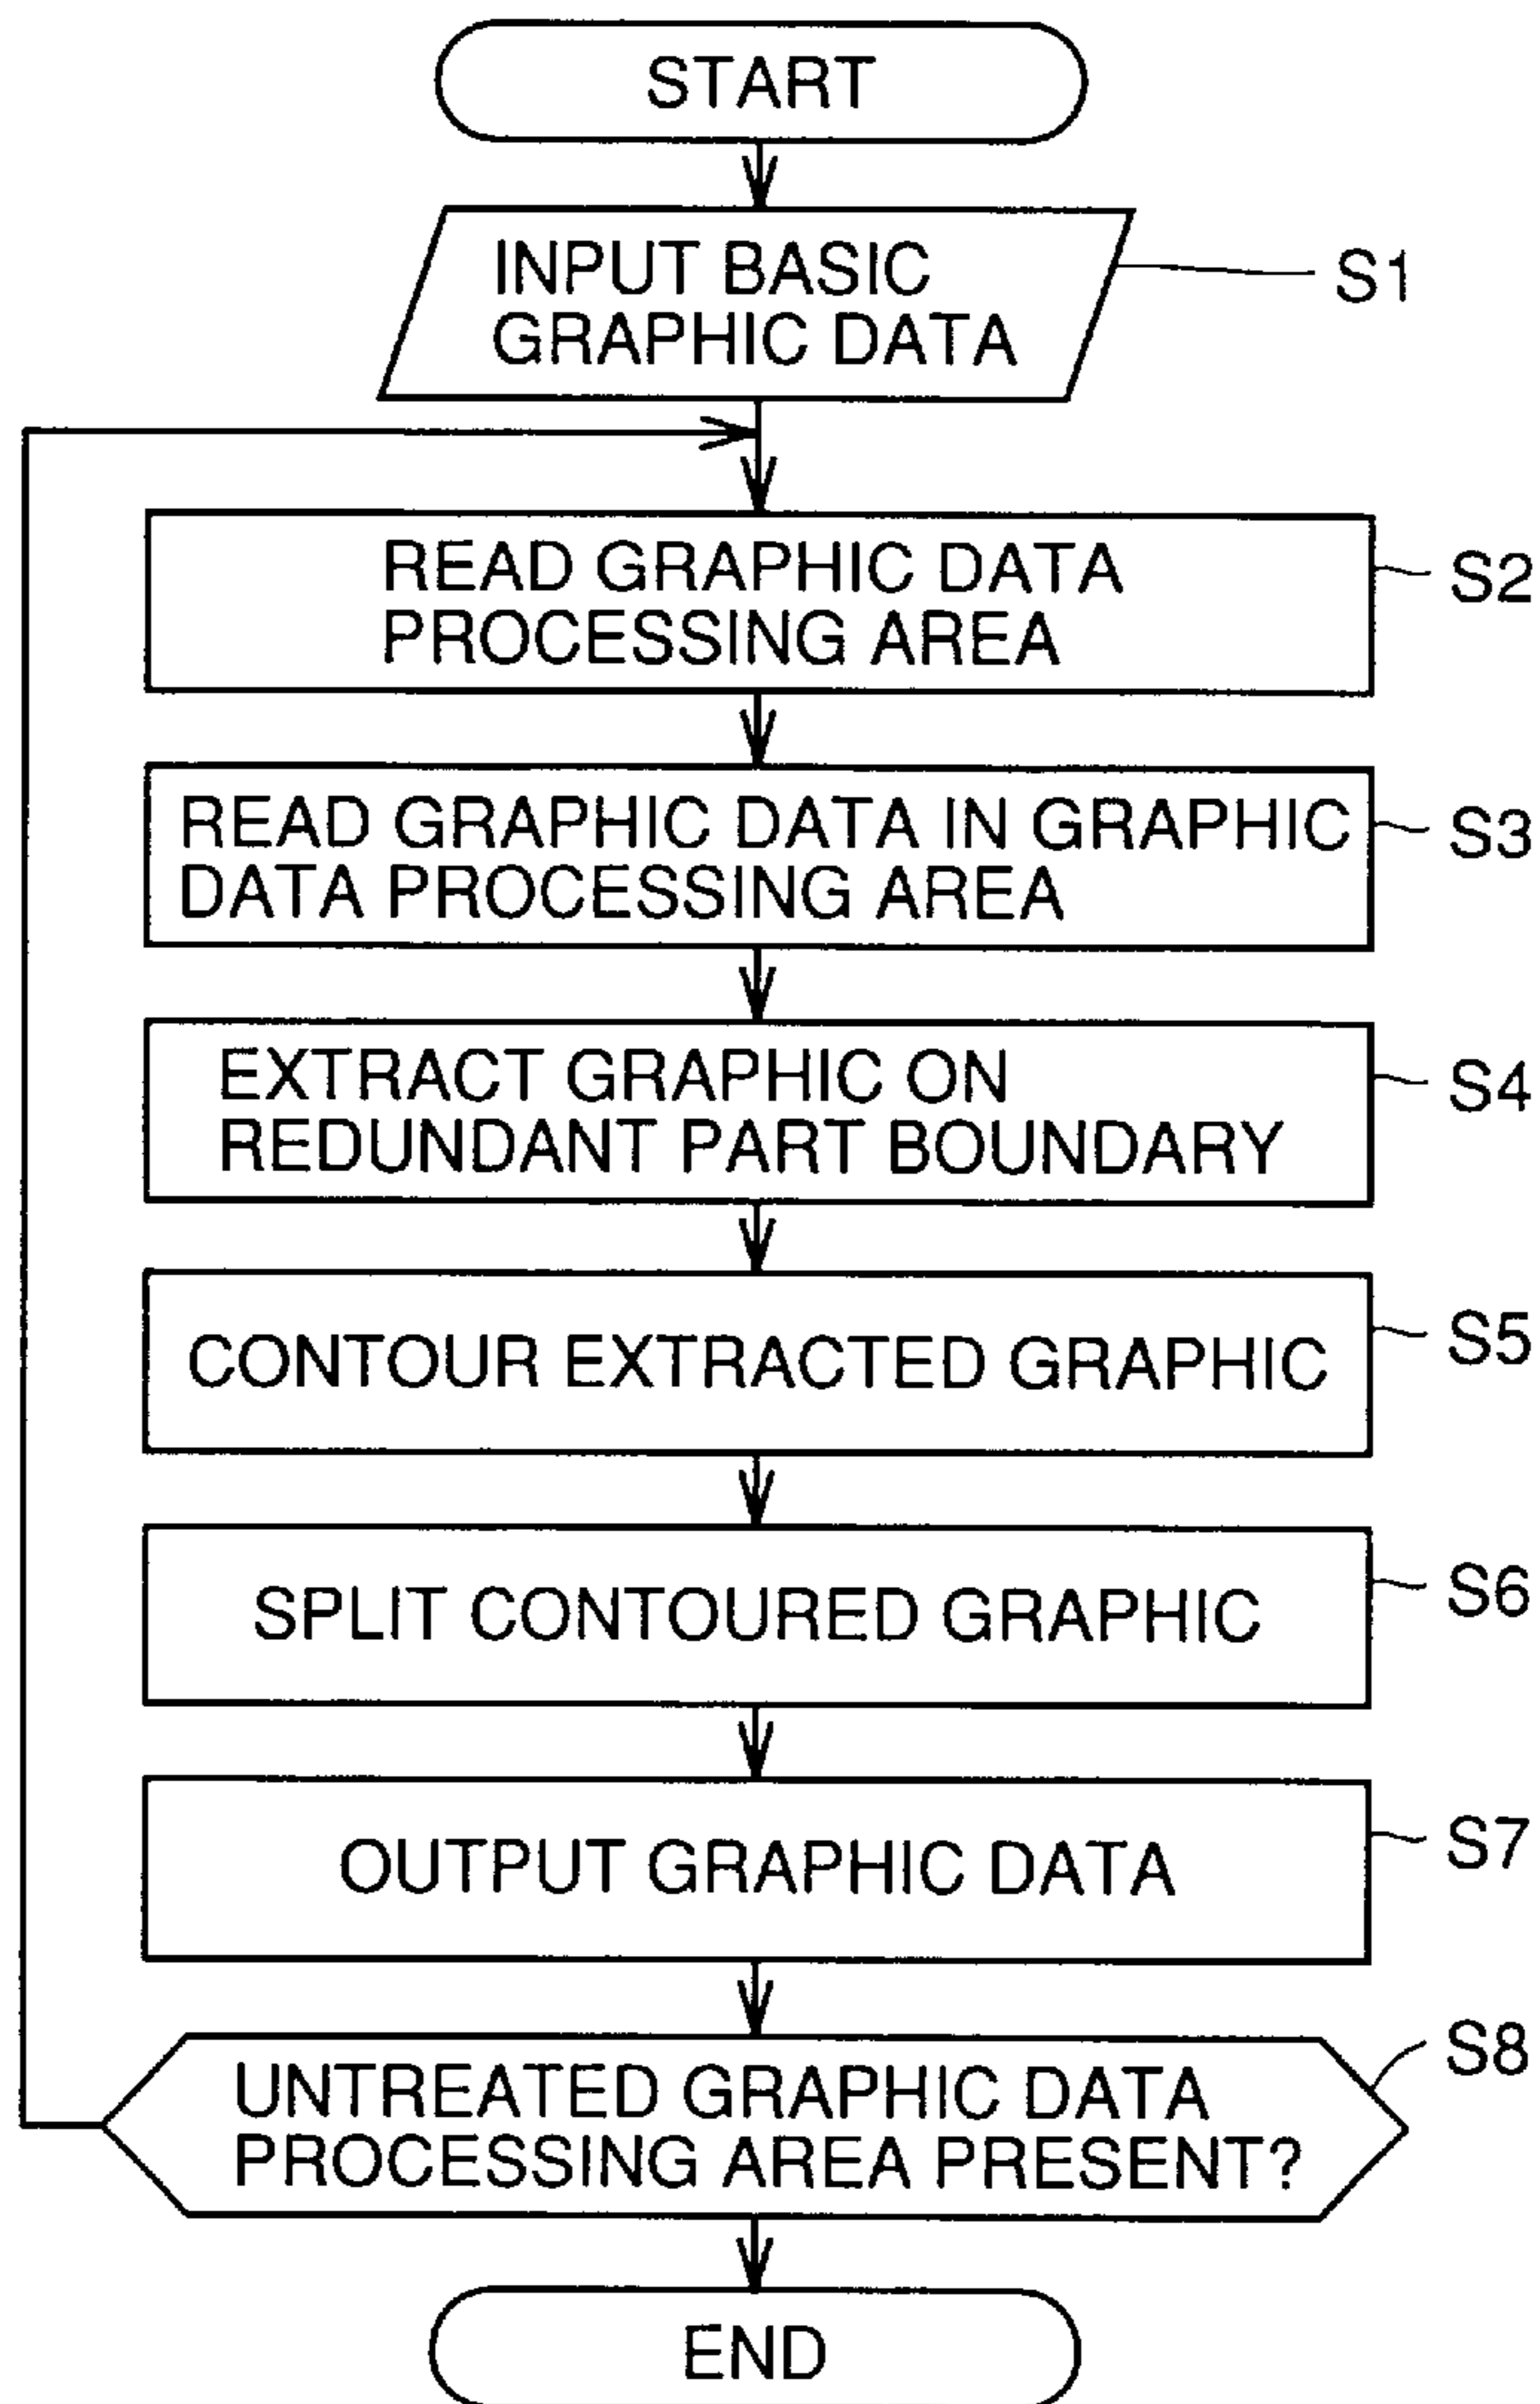 START
INPUT BASIC
GRAPHIC DATA
S1
READ GRAPHIC DATA
PROCESSING AREA
S2
READ GRAPHIC DATA IN GRAPHIC
DATA PROCESSING AREA
S3
EXTRACT GRAPHIC ON
REDUNDANT PART BOUNDARY
S4
CONTOUR EXTRACTED GRAPHIC
S5
SPLIT CONTOURED GRAPHIC
S6
OUTPUT GRAPHIC DATA
S7
UNTREATED GRAPHIC DATA
PROCESSING AREA PRESENT?
S8
END